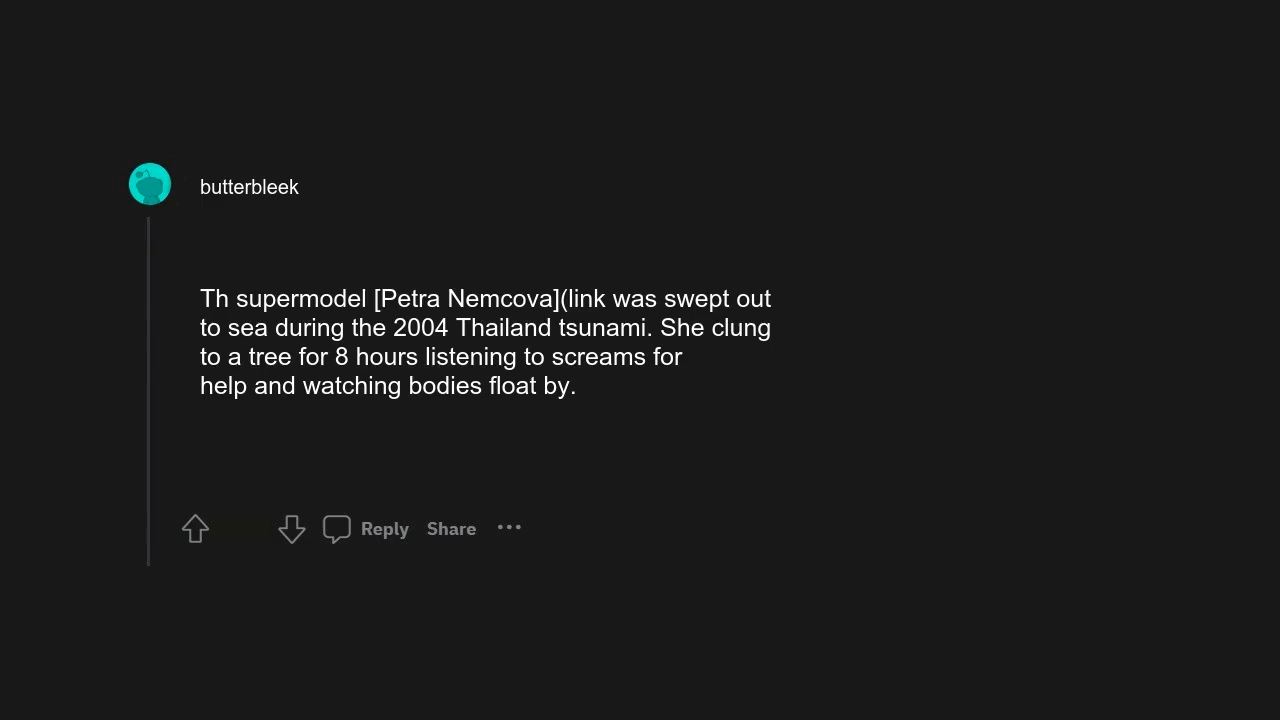 butterbleek
Th supermodel [Petra Nemcova](link was swept out
to sea during the 2004 Thailand tsunami. She clung
to a tree for 8 hours listening to screams for
help and watching bodies float by.
Reply Share